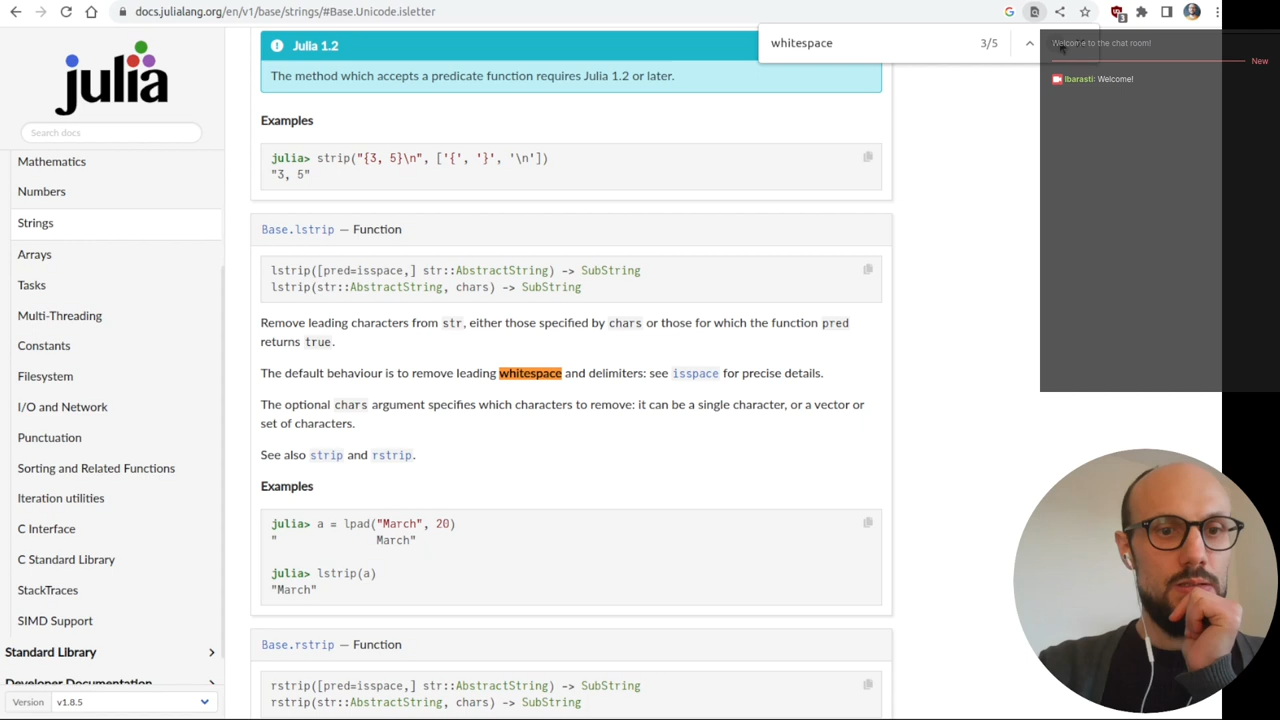 docs.julialang.org/en/v1/base/strings/#Base.Unicode.isletter
3
whitespace
3/5
Welcome to the chat room!
New
lbarasti: Welcome!
julia
Search docs
Mathematics
Numbers
Strings
Arrays
Tasks
Multi-Threading
Constants
Filesystem
I/O and Network
Punctuation
Sorting and Related Functions
Iteration utilities
C Interface
C Standard Library
StackTraces
SIMD Support
Standard Library
Developer Documentation
Version v1.8.5
Julia 1.2
The method which accepts a predicate function requires Julia 1.2 or later.
Examples
julia> strip("{3, 5}\n", ['{', '}', '\n'])
"3, 5"
Base.lstrip — Function
lstrip([pred=isspace,] str::AbstractString) -> SubString
lstrip(str::AbstractString, chars) -> SubString
Remove leading characters from str, either those specified by chars or those for which the function pred
returns true.
The default behaviour is to remove leading whitespace and delimiters: see isspace for precise details.
The optional chars argument specifies which characters to remove: it can be a single character, or a vector or
set of characters.
See also strip and rstrip.
Examples
julia> a = lpad("March", 20)
"               March"
julia> lstrip(a)
"March"
Base.rstrip — Function
rstrip([pred=isspace,] str::AbstractString) -> SubString
rstrip(str::AbstractString, chars) -> SubString